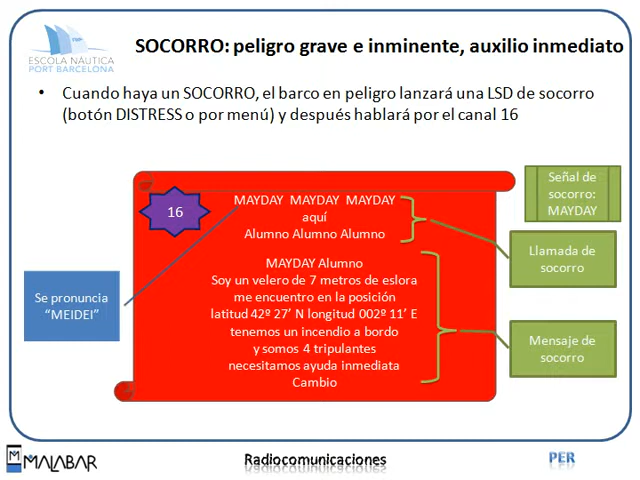 ESCOLA NÀUTICA
PORT BARCELONA
SOCORRO: peligro grave e inminente, auxilio inmediato
• Cuando haya un SOCORRO, el barco en peligro lanzará una LSD de socorro
(botón DISTRESS o por menú) y después hablará por el canal 16
16
MAYDAY MAYDAY MAYDAY
aquí
Alumno Alumno Alumno
MAYDAY Alumno
Soy un velero de 7 metros de eslora
me encuentro en la posición
latitud 42º 27’ N longitud 002º 11’ E
tenemos un incendio a bordo
y somos 4 tripulantes
necesitamos ayuda inmediata
Cambio
Se pronuncia
“MEIDEI”
Señal de
socorro:
MAYDAY
Llamada de
socorro
Mensaje de
socorro
MALABAR
Radiocomunicaciones
PER